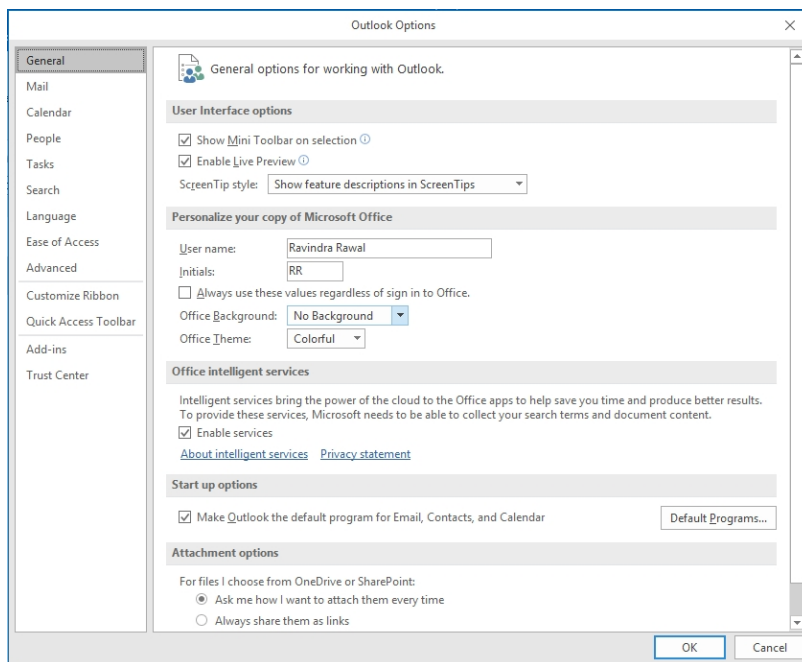 Outlook Options
General
Mail
Calendar
People
Tasks
Search
Language
Ease of Access
Advanced
Customize Ribbon
Quick Access Toolbar
Add-ins
Trust Center
General options for working with Outlook.
User Interface options
Show Mini Toolbar on selection
Enable Live Preview
ScreenTip style: Show feature descriptions in ScreenTips
Personalize your copy of Microsoft Office
User name: Ravindra Rawal
Initials: RR
Always use these values regardless of sign in to Office.
Office Background: No Background
Office Theme: Colorful
Office intelligent services
Intelligent services bring the power of the cloud to the Office apps to help save you time and produce better results.
To provide these services, Microsoft needs to be able to collect your search terms and document content.
Enable services
About intelligent services Privacy statement
Start up options
Make Outlook the default program for Email, Contacts, and Calendar Default Programs...
Attachment options
For files I choose from OneDrive or SharePoint:
Ask me how I want to attach them every time
Always share them as links
OK Cancel